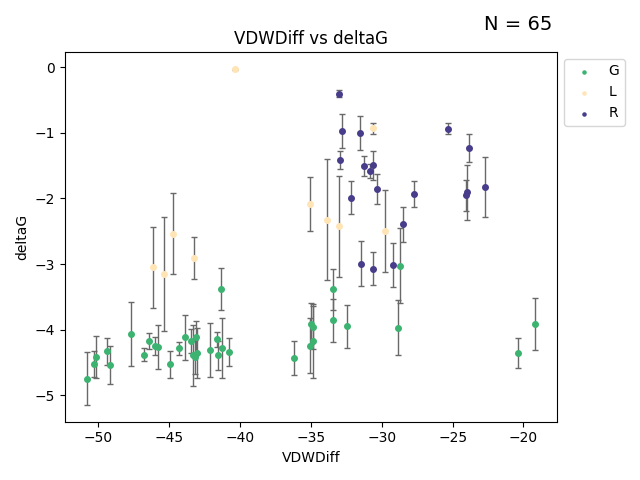 N = 65
VDWDiff vs deltaG
G
L
R
0
−1
−2
−3
−4
−5
deltaG
−50 −45 −40 −35 −30 −25 −20
VDWDiff